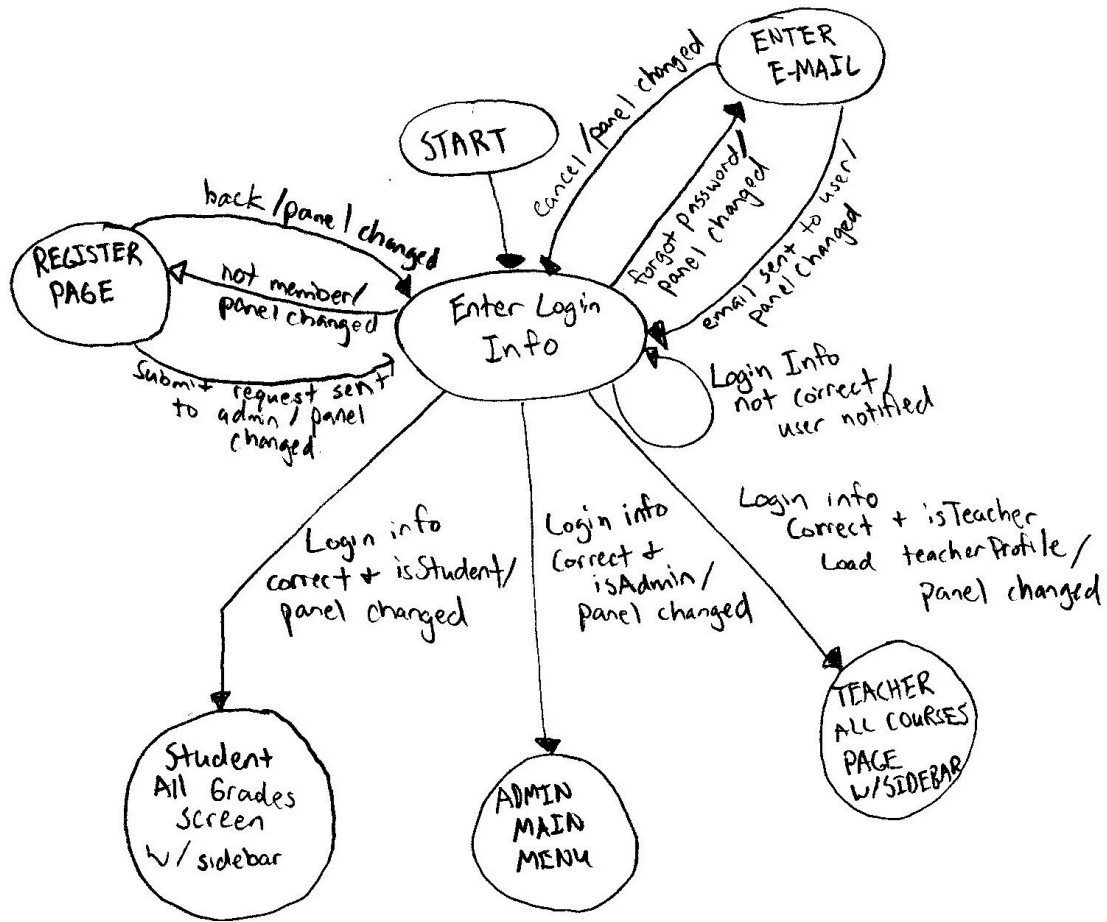 ENTER
E-MAIL
START
cancel/panel changed
forgot password/
panel changed
email sent to user/
panel changed
back/panel changed
REGISTER
PAGE
not member/
panel changed
Enter Login
Info
Submit request sent
to admin/panel
changed
Login Info
not correct/
user notified
Login info
correct + isStudent/
panel changed
Login info
correct +
isAdmin/
panel changed
Login info
correct + isTeacher
Load teacherProfile/
panel changed
Student
All Grades
screen
w/ sidebar
ADMIN
MAIN
MENU
TEACHER
ALL COURSES
PAGE
W/SIDEBAR